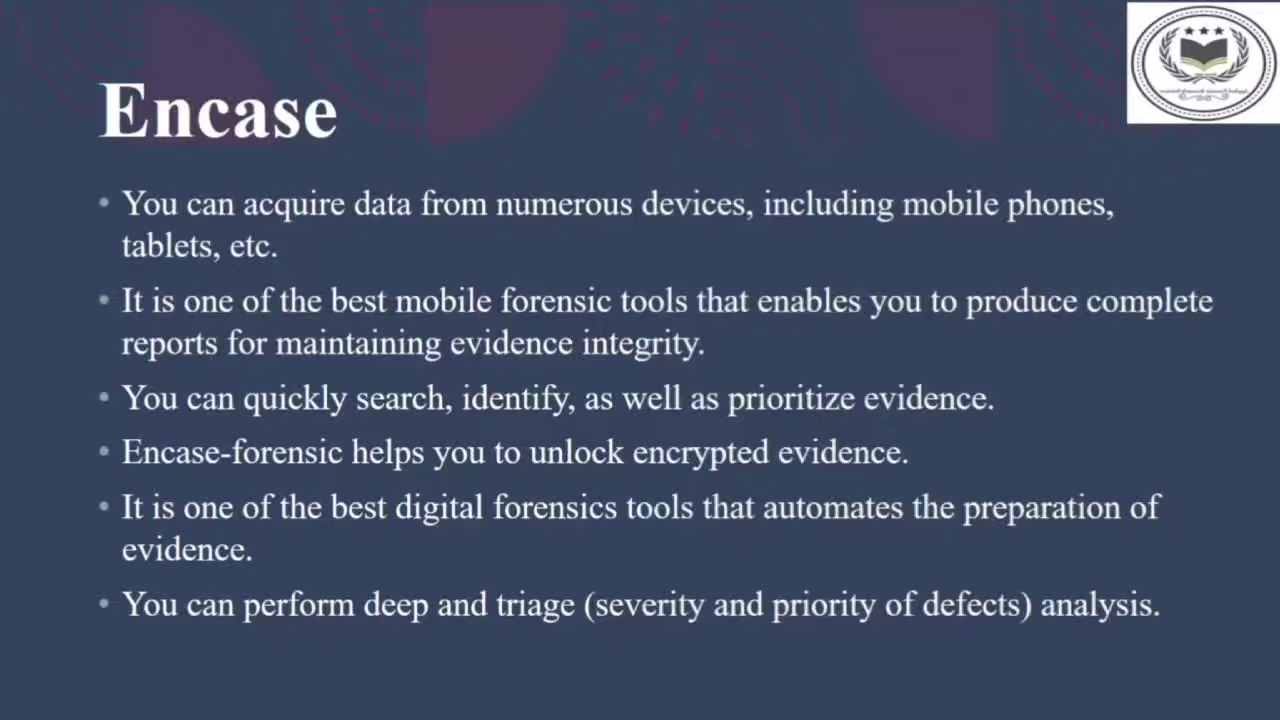 Encase
• You can acquire data from numerous devices, including mobile phones,
tablets, etc.
• It is one of the best mobile forensic tools that enables you to produce complete
reports for maintaining evidence integrity.
• You can quickly search, identify, as well as prioritize evidence.
• Encase-forensic helps you to unlock encrypted evidence.
• It is one of the best digital forensics tools that automates the preparation of
evidence.
• You can perform deep and triage (severity and priority of defects) analysis.